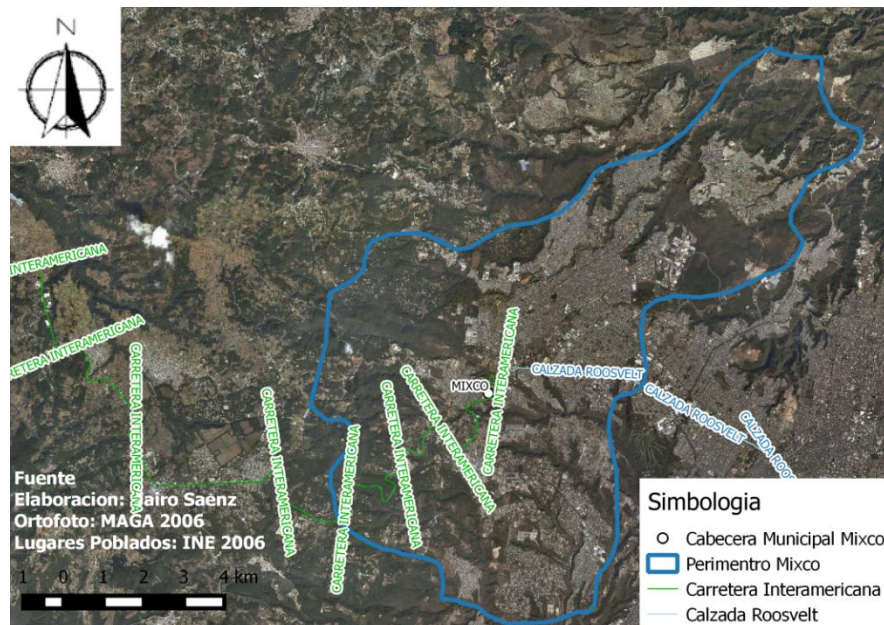 INTERAMERICANA
RRETERA INTERAMERICANA
CARRETERA INTERAMERICANA
CARRETERA INTERAMERICANA
CARRETERA INTERAMERICANA
CARRETERA INTERAMERICANA
CARRETERA INTERAMERICANA
CARRETERA INTERAMERICANA
MIXCO
CALZADA ROOSVELT
CALZADA ROOSVELT
CALZADA ROOS
Fuente
Elaboracion: Jairo Saenz
Ortofoto: MAGA 2006
Lugares Poblados: INE 2006
1 0 1 2 3 4 km
Simbologia
Cabecera Municipal Mixco
Perimentro Mixco
Carretera Interamericana
Calzada Roosvelt